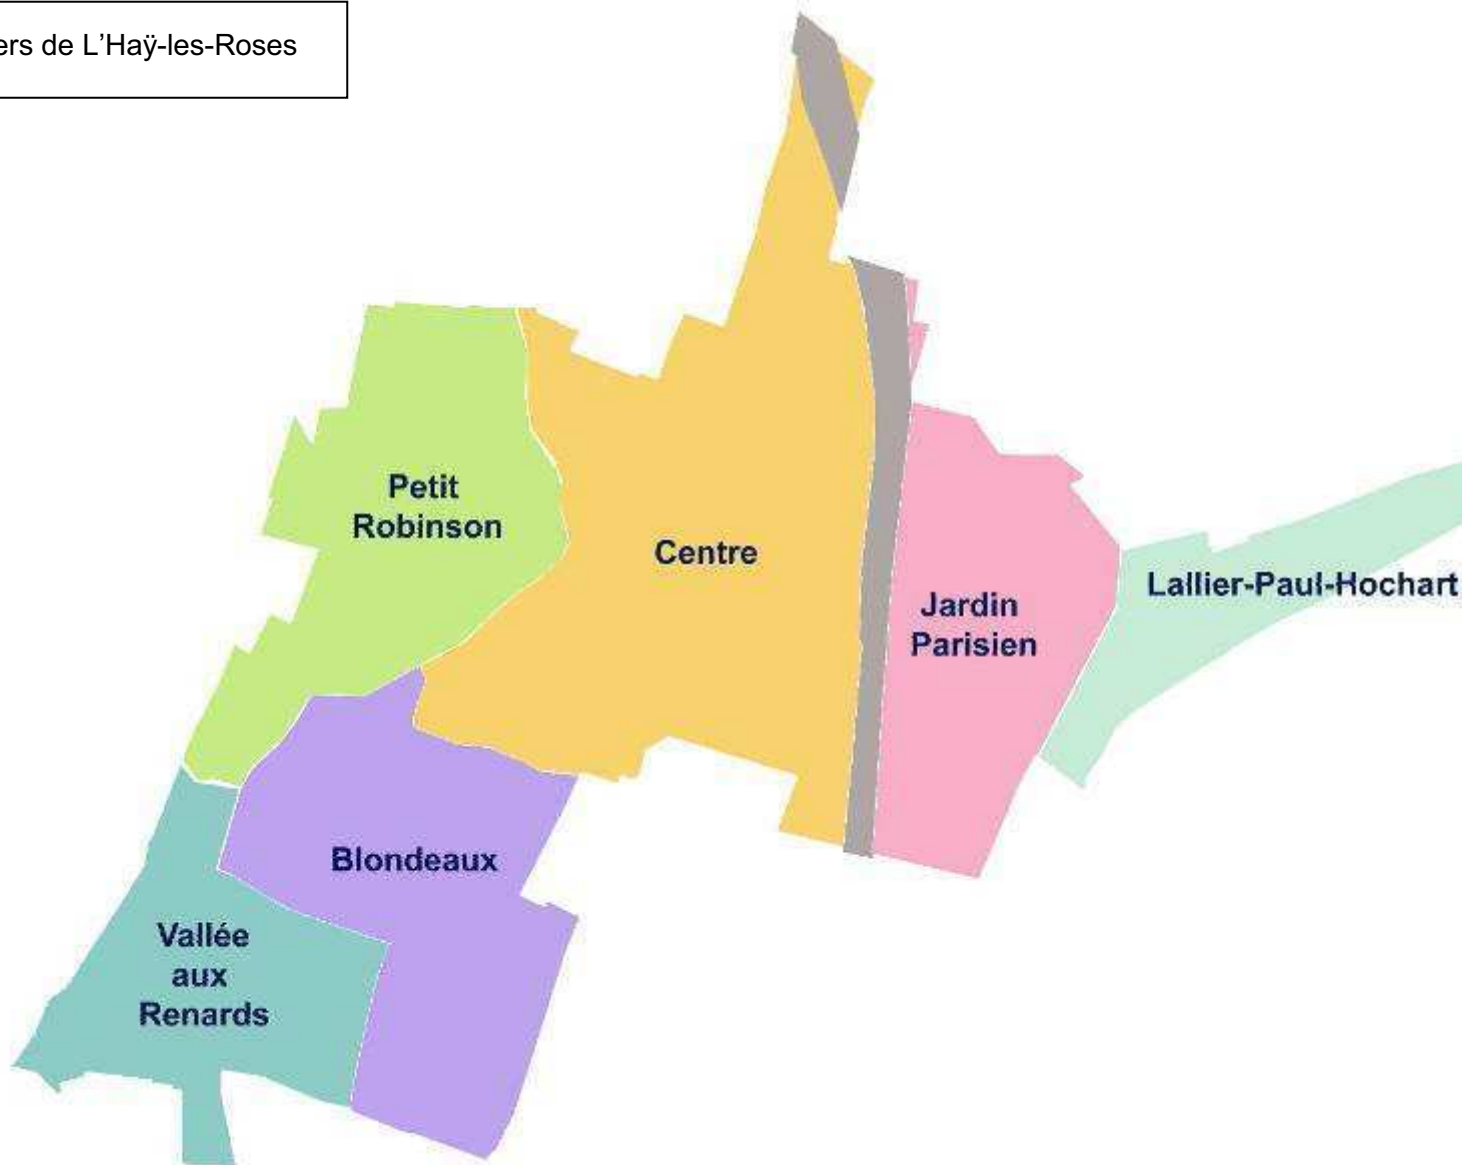 ers de L'Haÿ-les-Roses
Petit
Robinson
Centre
Jardin
Parisien
Lallier-Paul-Hochart
Blondeaux
Vallée
aux
Renards